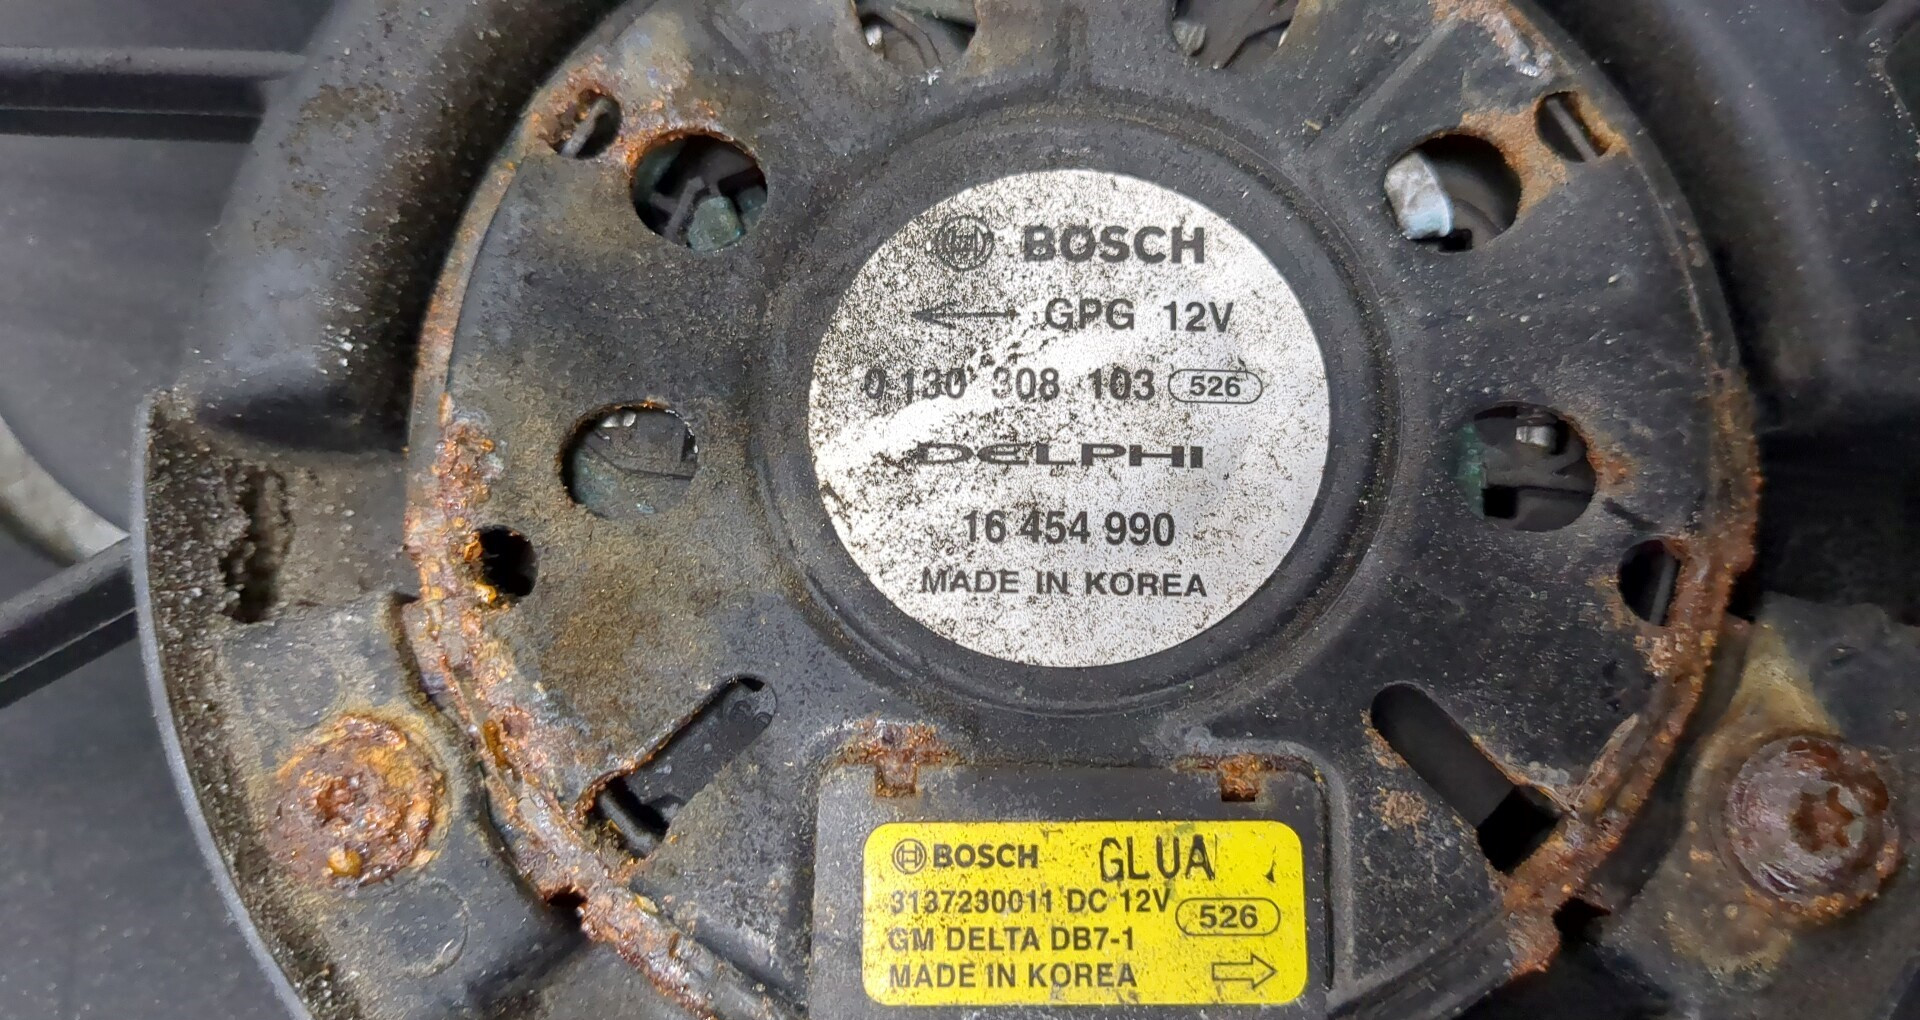 BOSCH
GPG 12V
0 130 308 103 526
DELPHI
16 454 990
MADE IN KOREA
BOSCH GLUA
3137230011 DC 12V 526
GM DELTA DB7-1
MADE IN KOREA